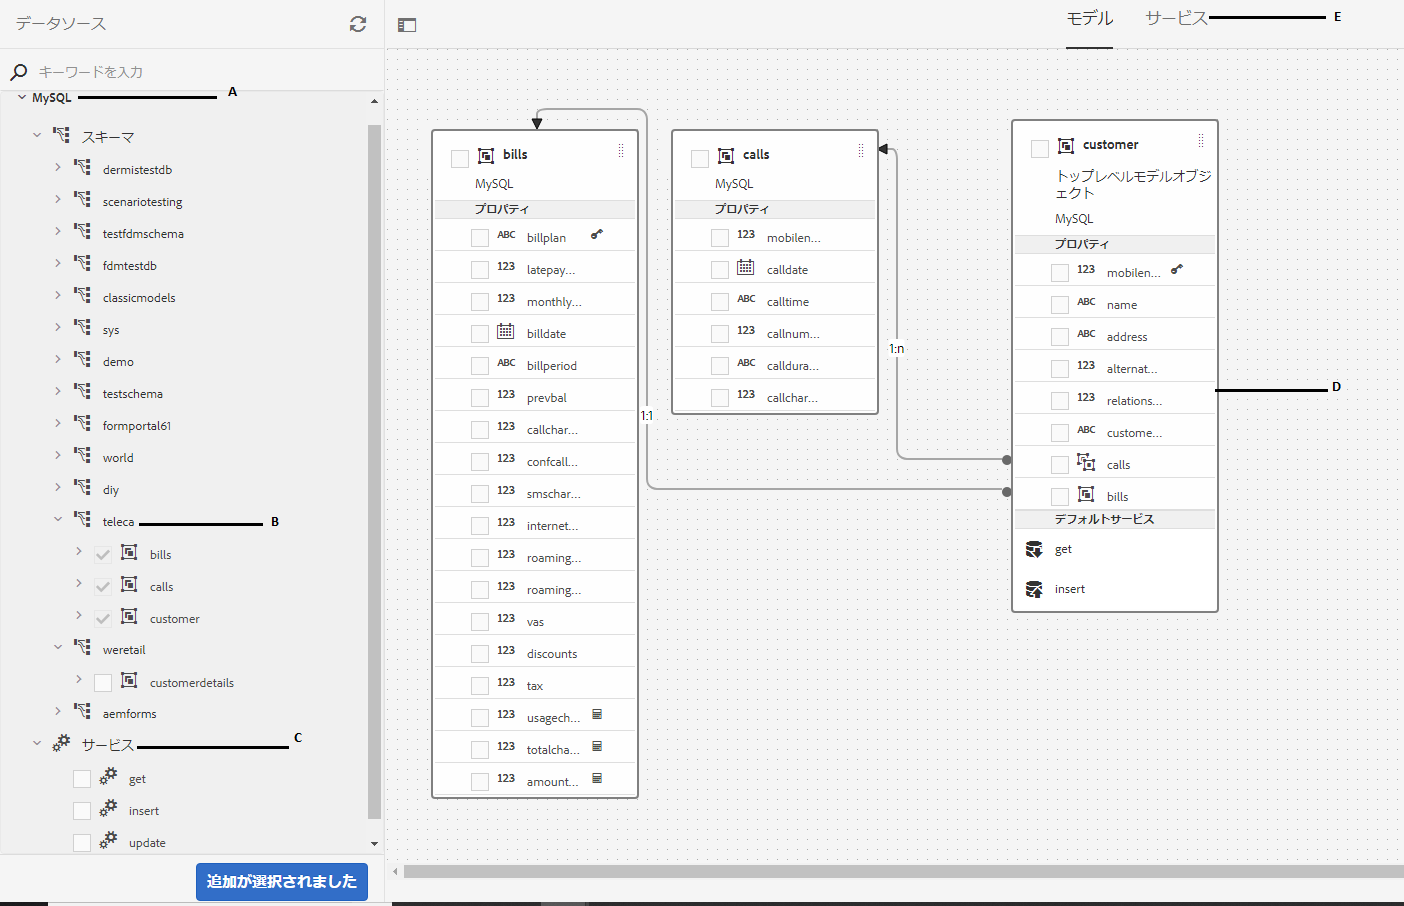 データソース
キーワードを入力
MySQL
A
スキーマ
dermistestdb
scenariotesting
testfdmschema
fdmtestdb
classicmodels
sys
demo
testschema
formportal61
world
diy
teleca
B
bills
calls
customer
weretail
customerdetails
aemforms
サービス
C
get
insert
update
追加が選択されました
モデル
サービス
E
bills
MySQL
プロパティ
ABC billplan
123 latepay...
123 monthly...
billdate
ABC billperiod
123 prevbal
123 callchar...
123 confcall...
123 smschar...
123 internet...
123 roaming...
123 roaming...
123 vas
123 discounts
123 tax
123 usagech...
123 totalcha...
123 amount...
1:1
calls
MySQL
プロパティ
123 mobilen...
calldate
ABC calltime
123 callnum...
ABC calldura...
123 callchar...
1:n
customer
トップレベルモデルオブジ
ェクト
MySQL
プロパティ
123 mobilen...
ABC name
ABC address
123 alternat...
123 relations...
ABC custome...
calls
bills
デフォルトサービス
get
insert
D